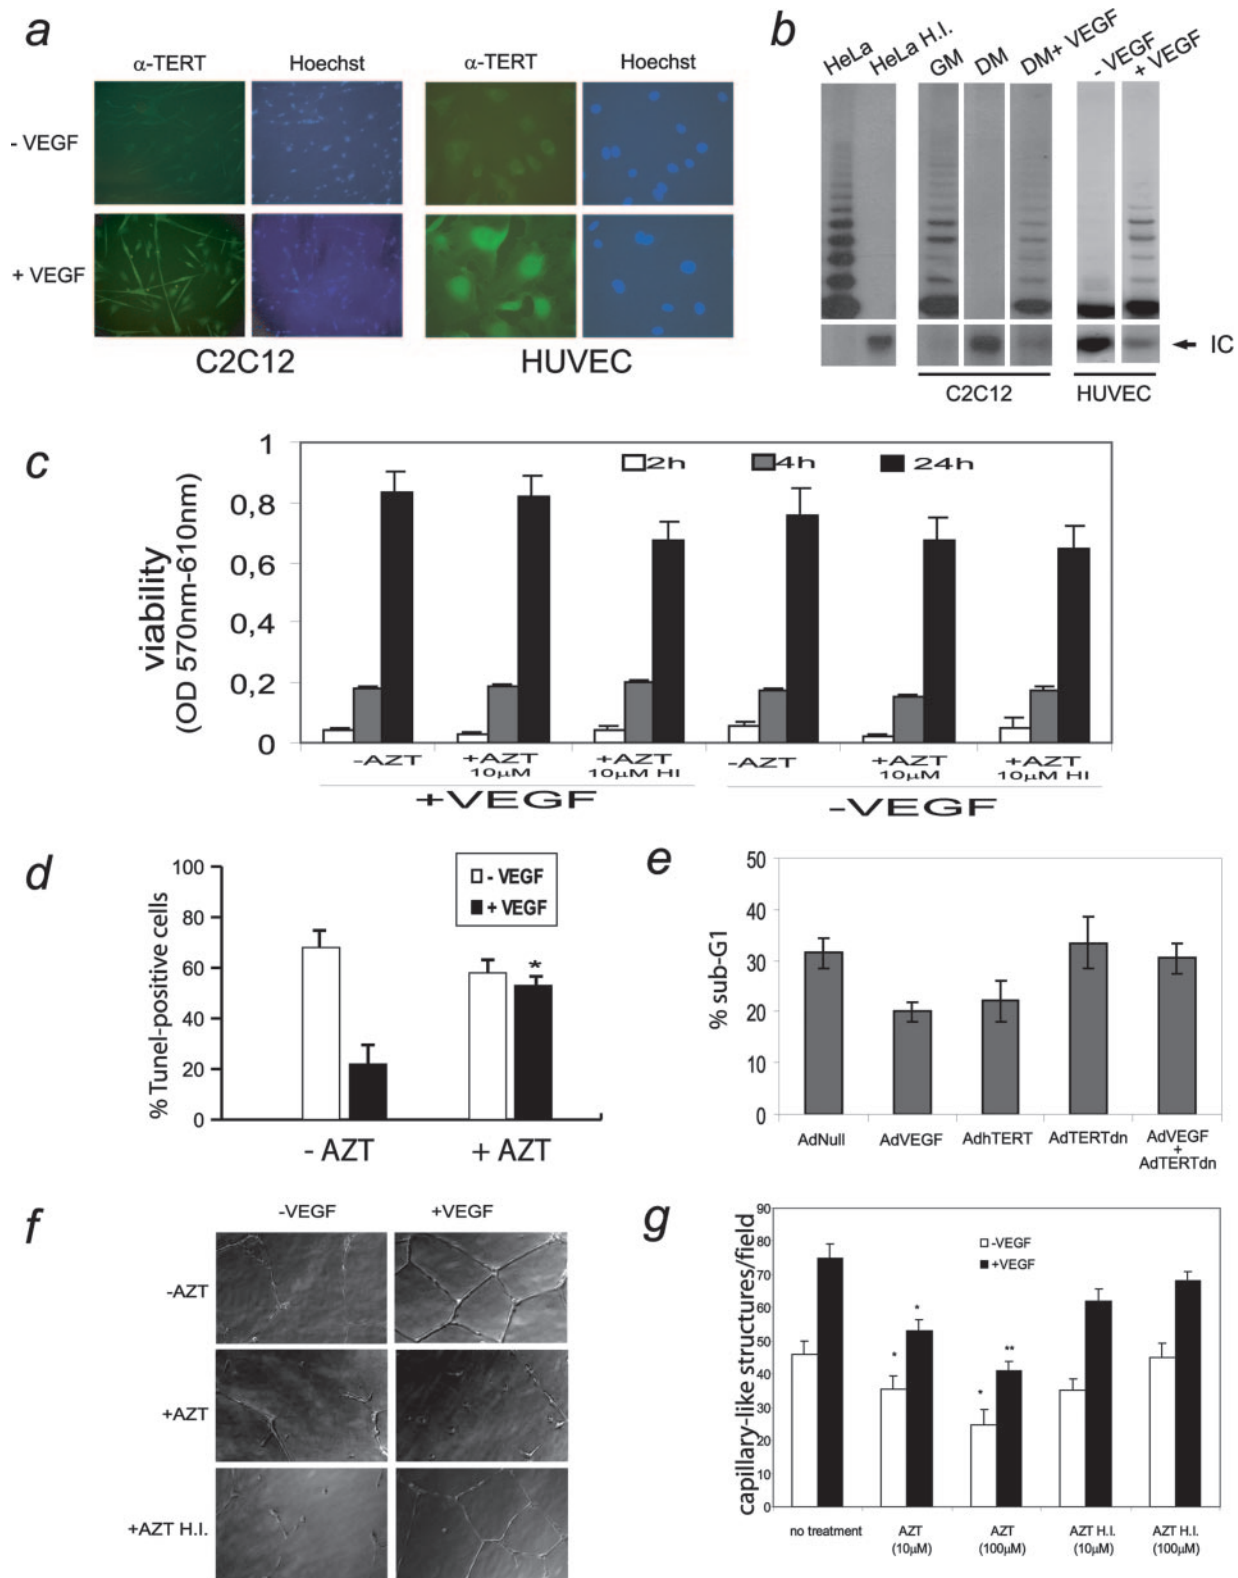 a
α-TERT Hoechst α-TERT Hoechst
- VEGF
+ VEGF
C2C12 HUVEC
b
HeLa HeLa H.I. GM DM DM+ VEGF - VEGF + VEGF
IC
C2C12 HUVEC
c
viability
(OD 570nm-610nm)
1
0,8
0,6
0,4
0,2
0
2h 4h 24h
-AZT +AZT 10µM +AZT 10µM HI -AZT +AZT 10µM +AZT 10µM HI
+VEGF -VEGF
d
% Tunel-positive cells
100
80
60
40
20
0
- VEGF
+ VEGF
*
- AZT + AZT
e
% sub-G1
50
40
30
20
10
0
AdNull AdVEGF AdhTERT AdTERTdn AdVEGF + AdTERTdn
f
-VEGF +VEGF
-AZT
+AZT
+AZT H.I.
g
capillary-like structures/field
90
80
70
60
50
40
30
20
10
0
-VEGF
+VEGF
* * * **
no treatment AZT (10µM) AZT (100µM) AZT H.I. (10µM) AZT H.I. (100µM)